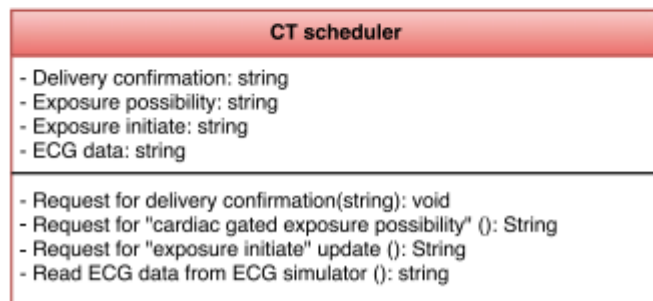 CT scheduler
- Delivery confirmation: string
- Exposure possibility: string
- Exposure initiate: string
- ECG data: string
- Request for delivery confirmation(string): void
- Request for "cardiac gated exposure possibility" (): String
- Request for "exposure initiate" update (): String
- Read ECG data from ECG simulator (): string